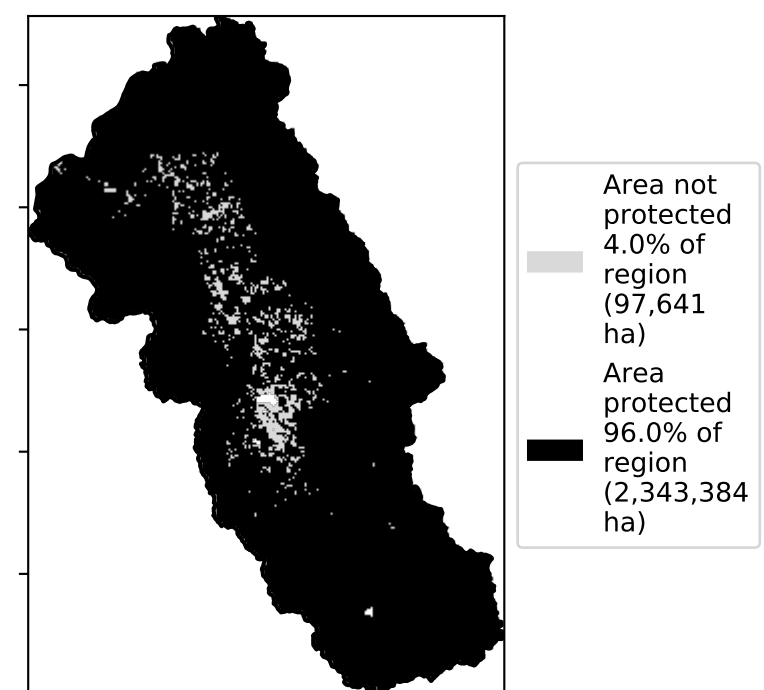 Area not
protected
4.0% of
region
(97,641
ha)
Area
protected
96.0% of
region
(2,343,384
ha)